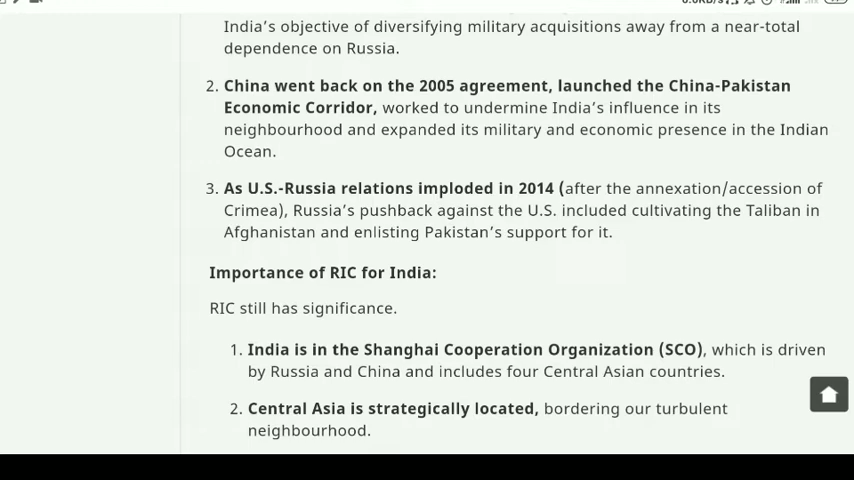 India's objective of diversifying military acquisitions away from a near-total
dependence on Russia.
2. China went back on the 2005 agreement, launched the China-Pakistan
Economic Corridor, worked to undermine India's influence in its
neighbourhood and expanded its military and economic presence in the Indian
Ocean.
3. As U.S.-Russia relations imploded in 2014 (after the annexation/accession of
Crimea), Russia's pushback against the U.S. included cultivating the Taliban in
Afghanistan and enlisting Pakistan's support for it.
Importance of RIC for India:
RIC still has significance.
1. India is in the Shanghai Cooperation Organization (SCO), which is driven
by Russia and China and includes four Central Asian countries.
2. Central Asia is strategically located, bordering our turbulent
neighbourhood.